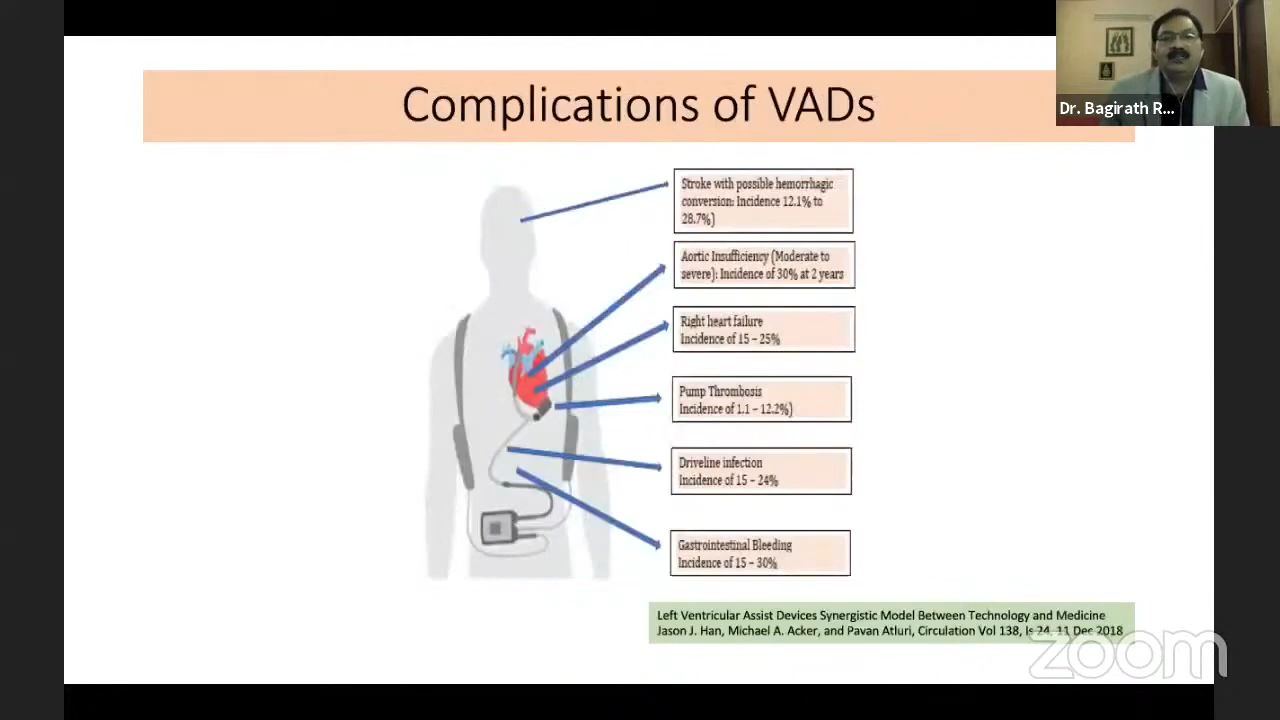 Complications of VADs
Dr. Bagirath R...
Stroke with possible hemorrhagic
conversion: Incidence 12.1% to
28.7%)
Aortic Insufficiency (Moderate to
severe): Incidence of 30% at 2 years
Right heart failure
Incidence of 15 – 25%
Pump Thrombosis
Incidence of 1.1 – 12.2%)
Driveline infection
Incidence of 15 – 24%
Gastrointestinal Bleeding
Incidence of 15 – 30%
Left Ventricular Assist Devices Synergistic Model Between Technology and Medicine
Jason J. Han, Michael A. Acker, and Pavan Atluri, Circulation Vol 138, Is 24, 11 Dec 2018
zoom